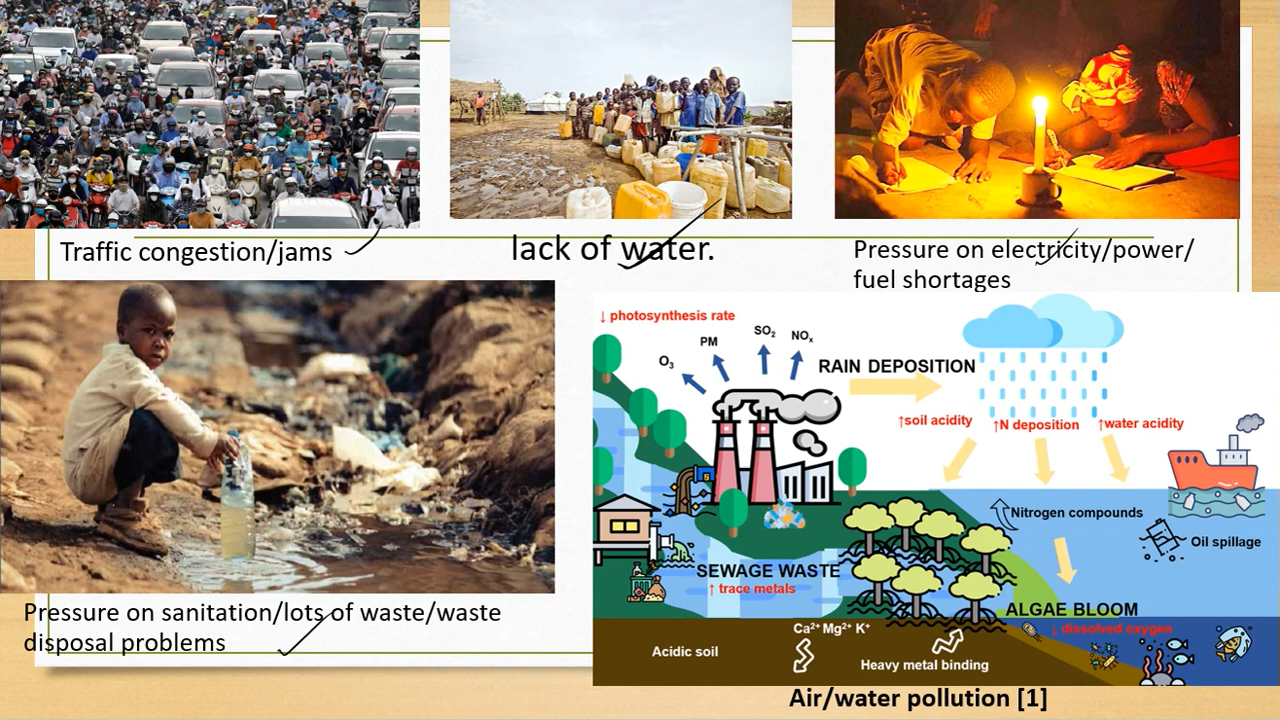 Traffic congestion/jams
lack of water.
Pressure on electricity/power/
fuel shortages
Pressure on sanitation/lots of waste/waste
disposal problems
↓ photosynthesis rate
O₃
PM
SO₂
NOₓ
RAIN DEPOSITION
↑soil acidity
↑N deposition
↑water acidity
Nitrogen compounds
Oil spillage
SEWAGE WASTE
↑ trace metals
ALGAE BLOOM
↓ dissolved oxygen
Ca²⁺ Mg²⁺ K⁺
Acidic soil
Heavy metal binding
Air/water pollution [1]